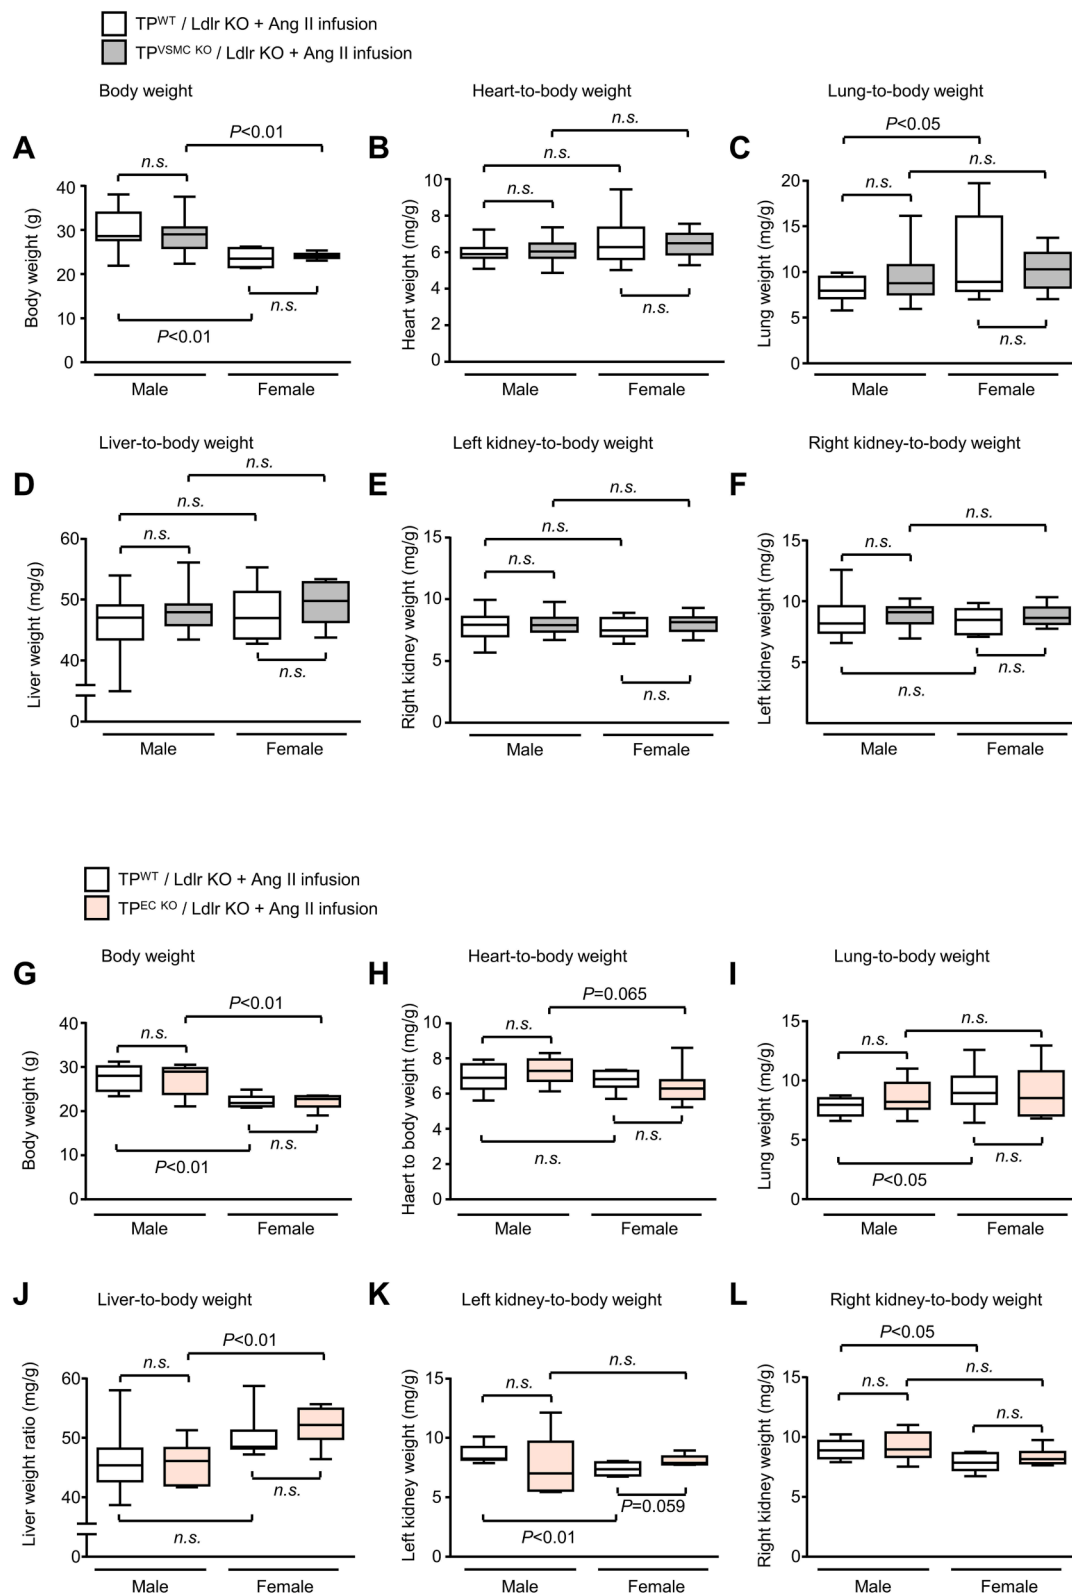 TPWT / Ldlr KO + Ang II infusion
TPVSMC KO / Ldlr KO + Ang II infusion
Body weight
Heart-to-body weight
Lung-to-body weight
A
P<0.01
n.s.
40
30
20
10
0
Body weight (g)
n.s.
P<0.01
Male
Female
B
n.s.
n.s.
n.s.
10
8
6
4
2
0
Heart weight (mg/g)
n.s.
Male
Female
C
P<0.05
n.s.
n.s.
20
15
10
5
0
Lung weight (mg/g)
n.s.
Male
Female
Liver-to-body weight
Left kidney-to-body weight
Right kidney-to-body weight
D
n.s.
n.s.
n.s.
60
50
40
0
Liver weight (mg/g)
n.s.
Male
Female
E
n.s.
n.s.
n.s.
15
10
5
0
Right kidney weight (mg/g)
n.s.
Male
Female
F
n.s.
n.s.
15
10
5
Left kidney weight (mg/g)
n.s.
n.s.
Male
Female
TPWT / Ldlr KO + Ang II infusion
TPEC KO / Ldlr KO + Ang II infusion
Body weight
Heart-to-body weight
Lung-to-body weight
G
P<0.01
n.s.
40
30
20
10
0
Body weight (g)
n.s.
P<0.01
Male
Female
H
P=0.065
n.s.
10
8
6
4
2
0
Haert to body weight (mg/g)
n.s.
n.s.
Male
Female
I
n.s.
n.s.
15
10
5
0
Lung weight (mg/g)
n.s.
P<0.05
Male
Female
Liver-to-body weight
Left kidney-to-body weight
Right kidney-to-body weight
J
P<0.01
n.s.
60
50
40
0
Liver weight ratio (mg/g)
n.s.
n.s.
Male
Female
K
n.s.
n.s.
15
10
5
0
Left kidney weight (mg/g)
P=0.059
P<0.01
Male
Female
L
P<0.05
n.s.
n.s.
n.s.
15
10
5
0
Right kidney weight (mg/g)
Male
Female